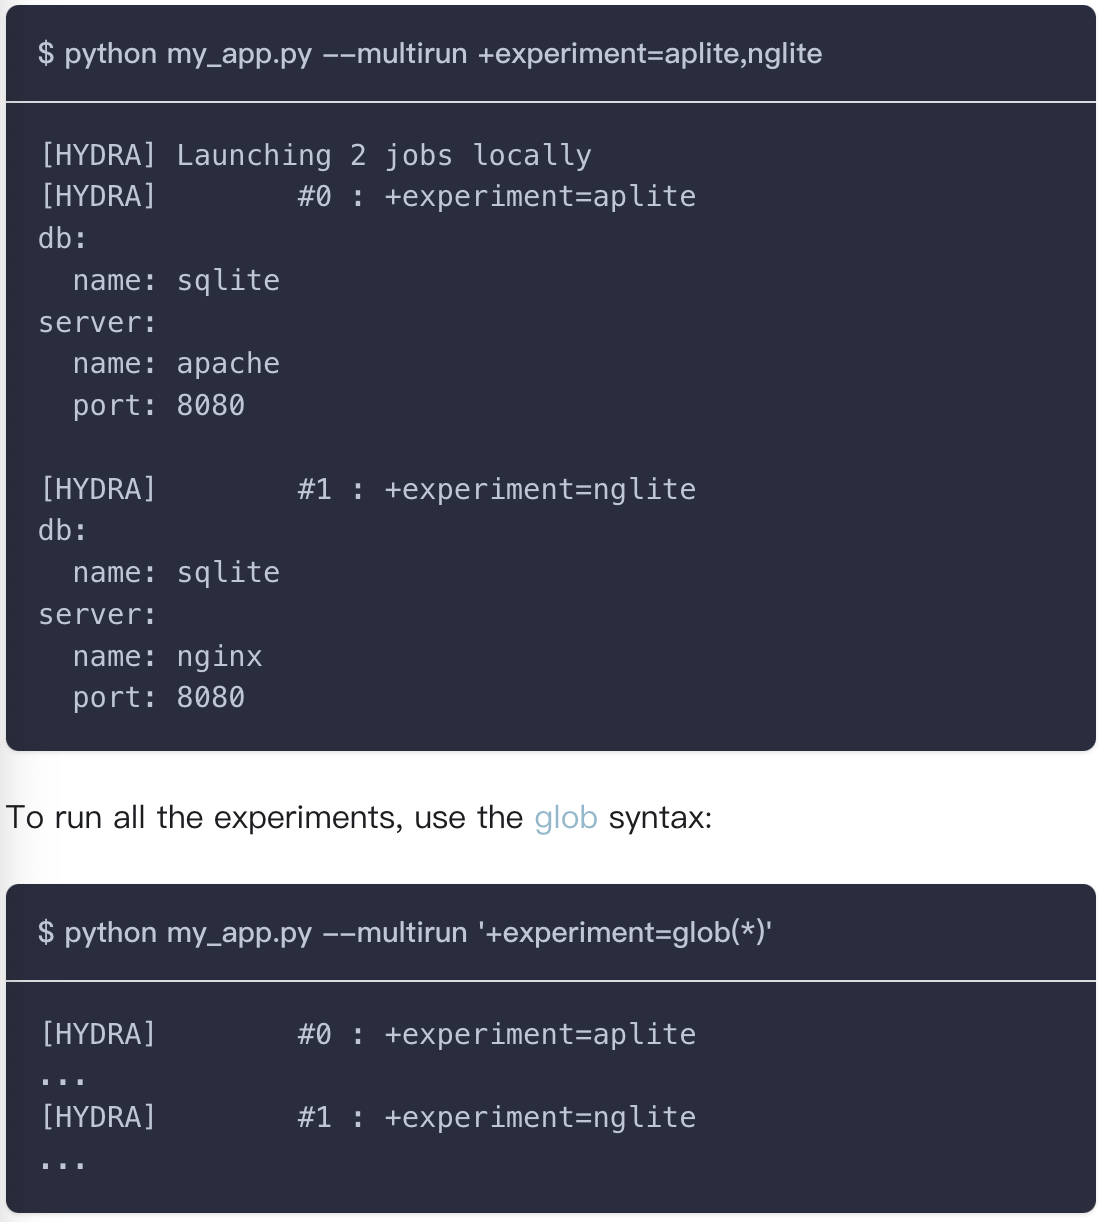 $ python my_app.py --multirun +experiment=aplite,nglite
[HYDRA] Launching 2 jobs locally
[HYDRA]        #0 : +experiment=aplite
db:
  name: sqlite
server:
  name: apache
  port: 8080
[HYDRA]        #1 : +experiment=nglite
db:
  name: sqlite
server:
  name: nginx
  port: 8080
To run all the experiments, use the glob syntax:
$ python my_app.py --multirun '+experiment=glob(*)'
[HYDRA]        #0 : +experiment=aplite
...
[HYDRA]        #1 : +experiment=nglite
...